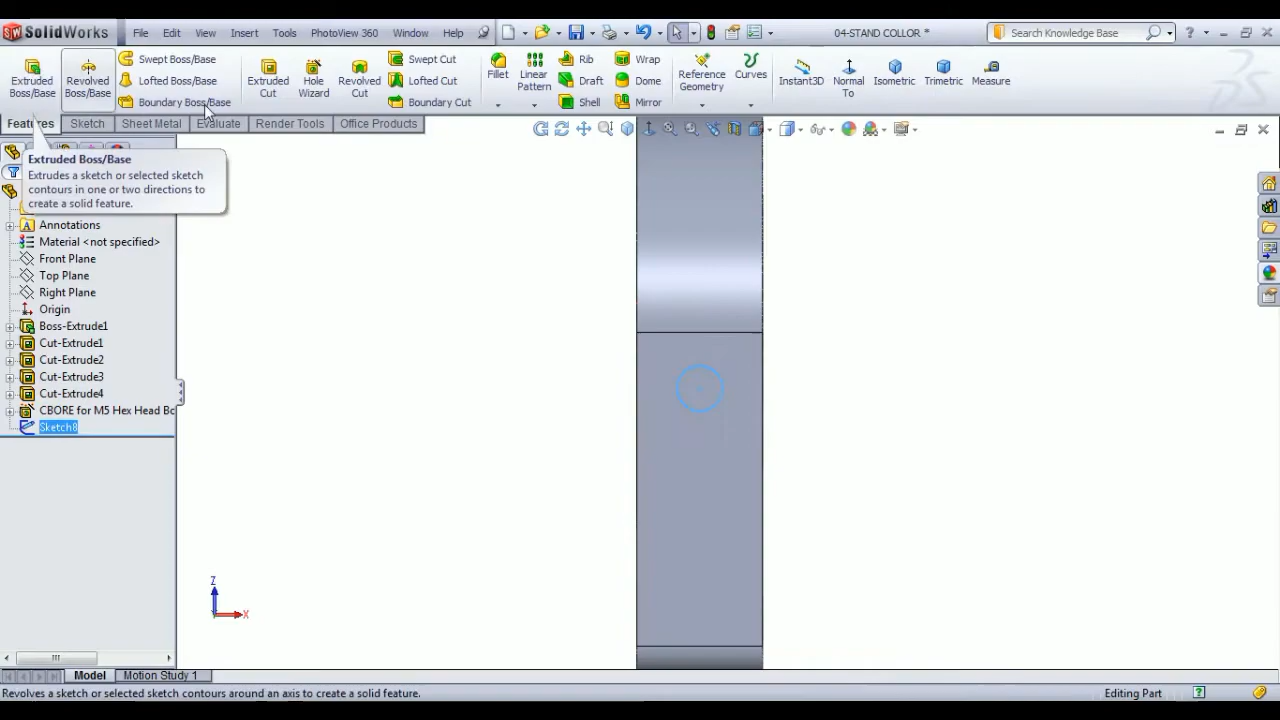 SolidWorks File Edit View Insert Tools PhotoView 360 Window Help 04-STAND COLLOR * Search Knowledge Base ?
Extruded Boss/Base
Revolved Boss/Base
Swept Boss/Base
Lofted Boss/Base
Boundary Boss/Base
Extruded Cut
Hole Wizard
Revolved Cut
Swept Cut
Lofted Cut
Boundary Cut
Fillet
Linear Pattern
Rib
Draft
Shell
Wrap
Dome
Mirror
Reference Geometry
Curves
Instant3D
Normal To
Isometric
Trimetric
Measure
Features Sketch Sheet Metal Evaluate Render Tools Office Products
Extruded Boss/Base
Extrudes a sketch or selected sketch
contours in one or two directions to
create a solid feature.
Annotations
Material <not specified>
Front Plane
Top Plane
Right Plane
Origin
Boss-Extrude1
Cut-Extrude1
Cut-Extrude2
Cut-Extrude3
Cut-Extrude4
CBORE for M5 Hex Head Bo
Sketch8
Z
X
Model Motion Study 1
Revolves a sketch or selected sketch contours around an axis to create a solid feature. Editing Part ?